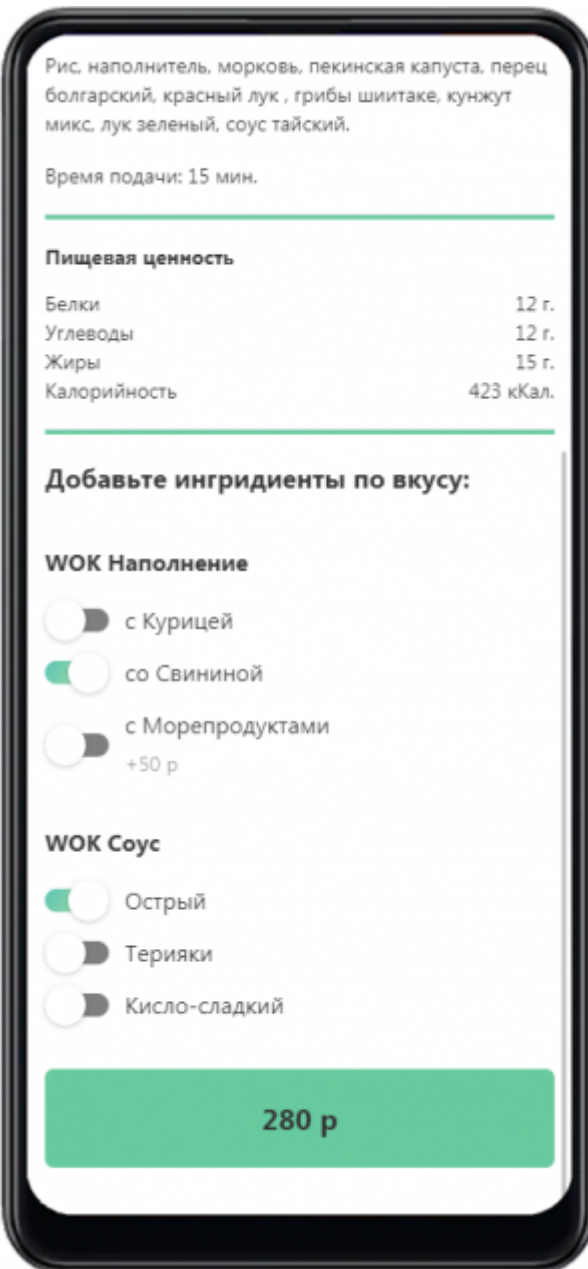 Рис, наполнитель, морковь, пекинская капуста, перец
болгарский, красный лук , грибы шиитаке, кунжут
микс, лук зеленый, соус тайский.
Время подачи: 15 мин.
Пищевая ценность
Белки 12 г.
Углеводы 12 г.
Жиры 15 г.
Калорийность 423 кКал.
Добавьте ингридиенты по вкусу:
WOK Наполнение
с Курицей
со Свининой
с Морепродуктами
+50 р
WOK Соус
Острый
Терияки
Кисло-сладкий
280 р